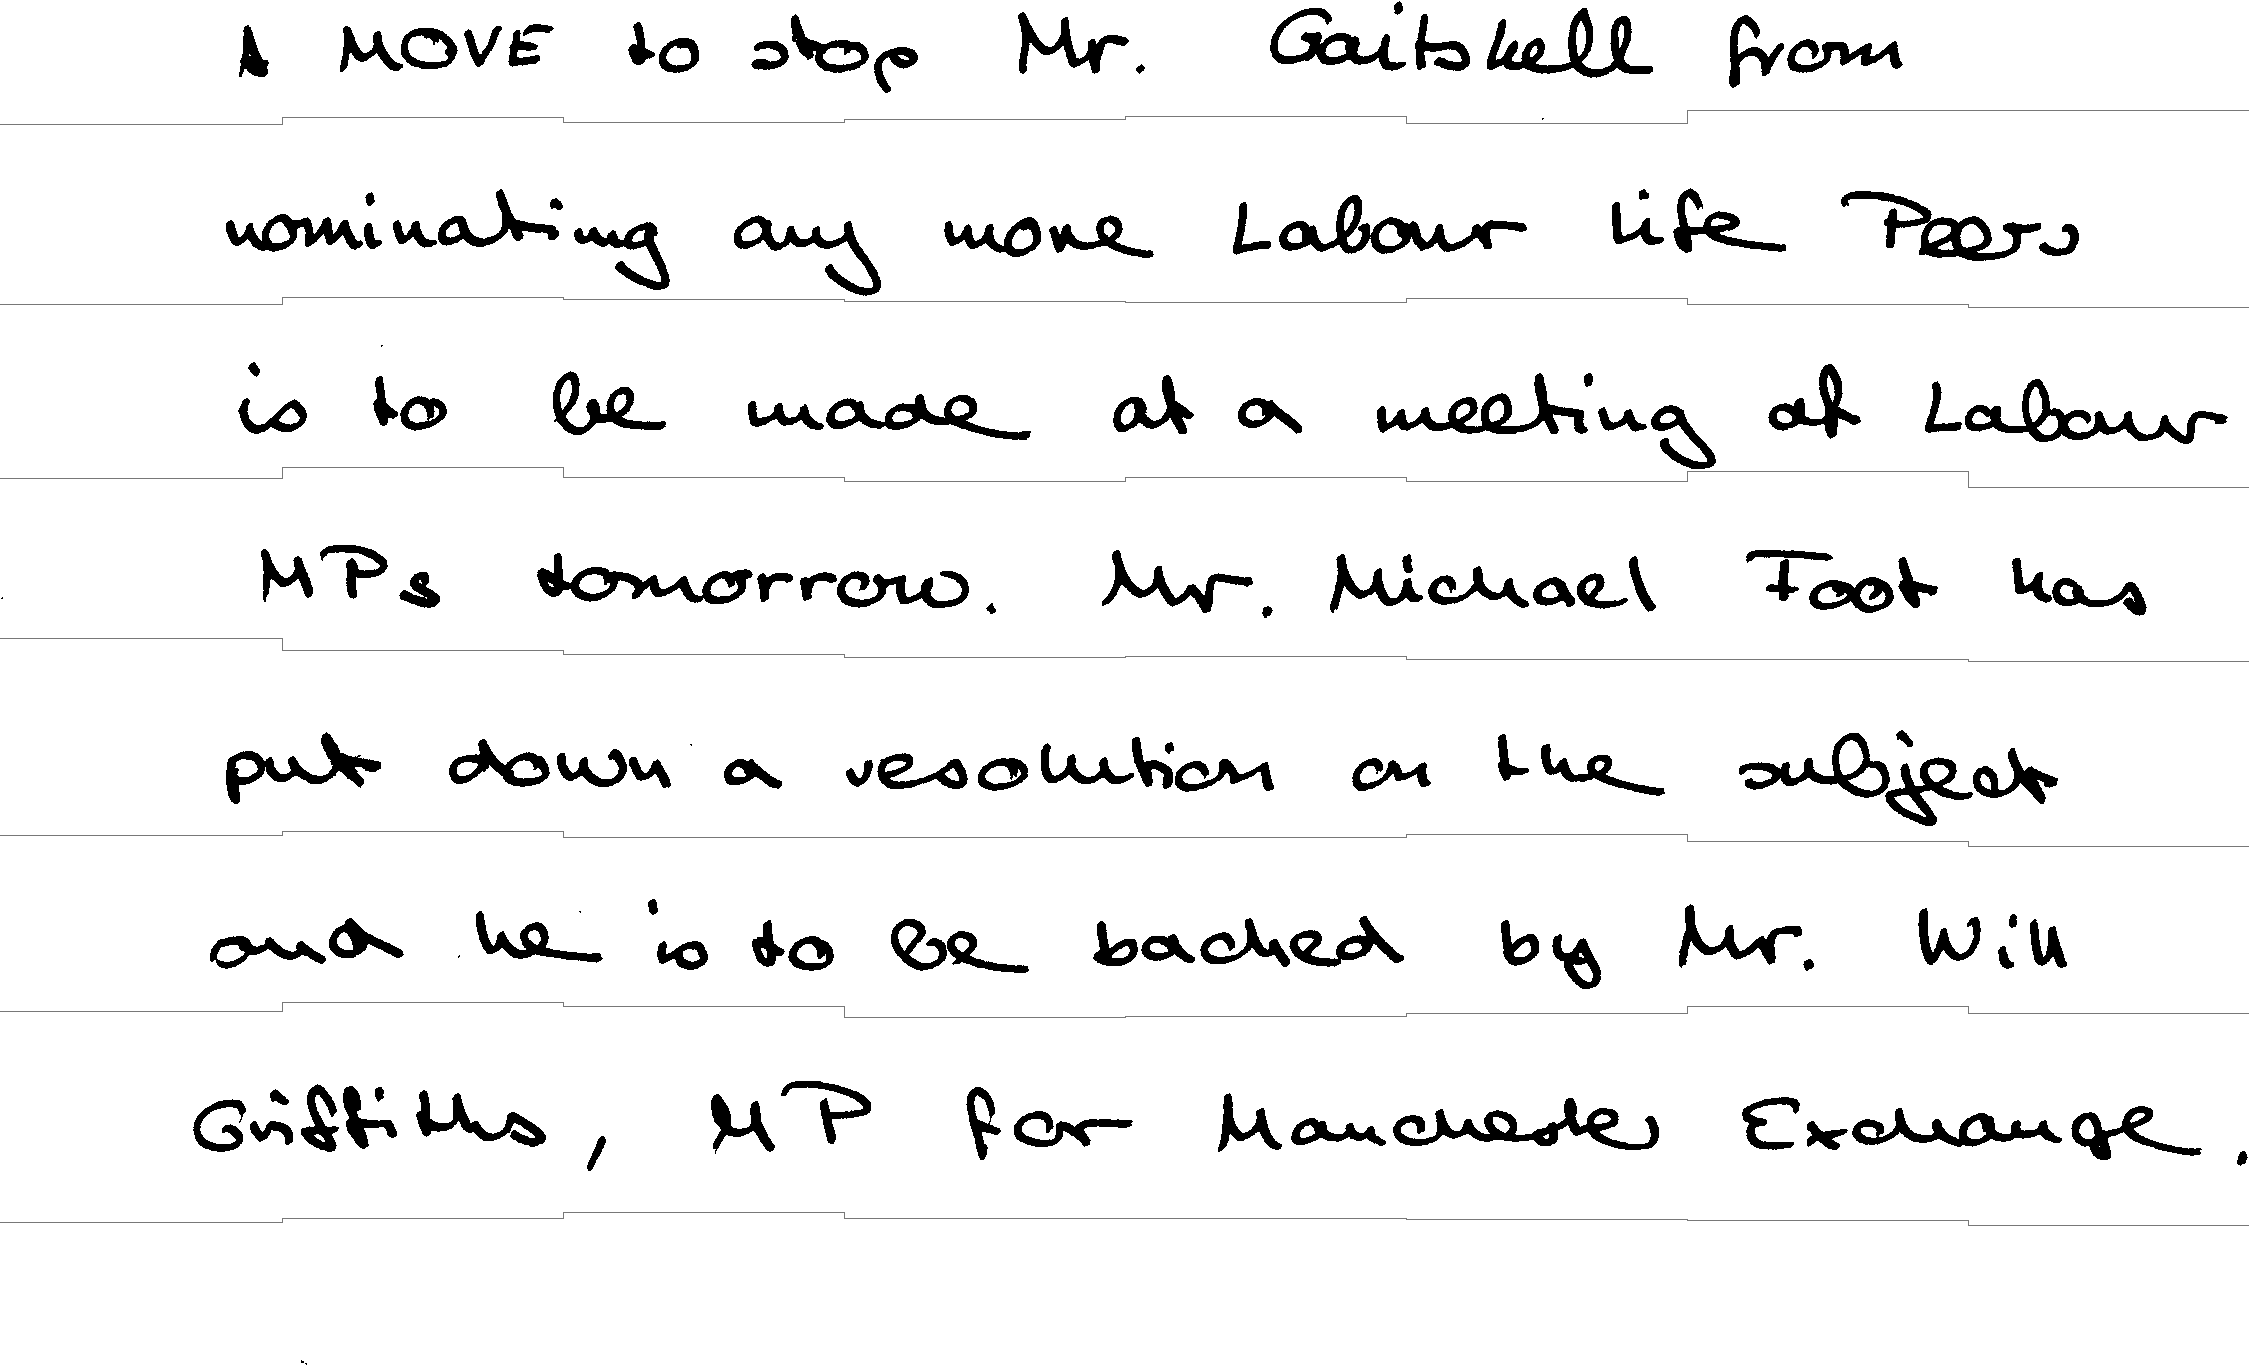 A MOVE to stop Mr. Gaitskell from
nominating any more Labour life Peers
is to be made at a meeting of Labour
MPs tomorrow. Mr. Michael Foot has
put down a resolution on the subject
and he is to be backed by Mr. Will
Griffiths, MP for Manchester Exchange.